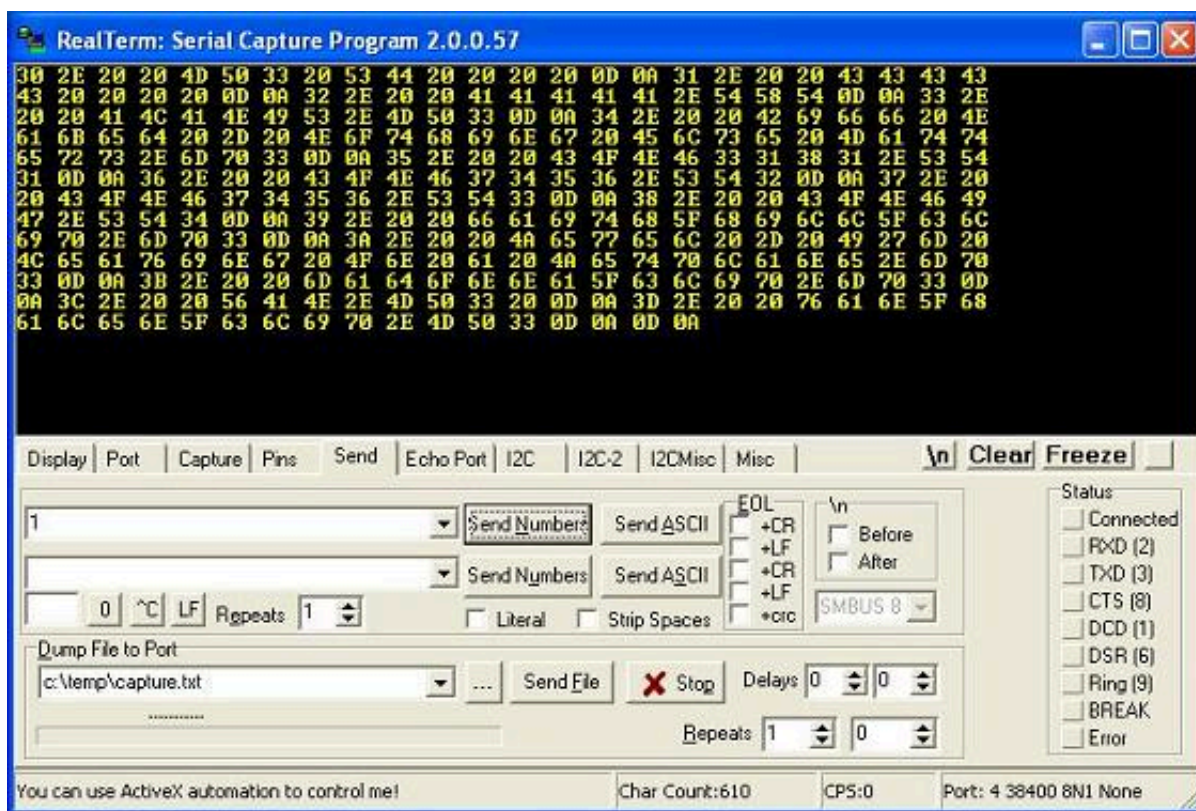 RealTerm: Serial Capture Program 2.0.0.57
30 2E 20 20 4D 50 33 20 53 44 20 20 20 20 0D 0A 31 2E 20 20 43 43 43 43
43 20 20 20 20 0D 0A 32 2E 20 20 41 41 41 41 41 2E 54 58 54 0D 0A 33 2E
20 20 41 4C 41 4E 49 53 2E 4D 50 33 0D 0A 34 2E 20 20 42 69 66 66 20 4E
61 6B 65 64 20 2D 20 4E 6F 74 68 69 6E 67 20 45 6C 73 65 20 4D 61 74 74
65 72 73 2E 6D 70 33 0D 0A 35 2E 20 20 43 4F 4E 46 33 31 38 31 2E 53 54
31 0D 0A 36 2E 20 20 43 4F 4E 46 37 34 35 36 2E 53 54 32 0D 0A 37 2E 20
20 43 4F 4E 46 37 34 35 36 2E 53 54 33 0D 0A 38 2E 20 20 43 4F 4E 46 49
47 2E 53 54 34 0D 0A 39 2E 20 20 66 61 69 74 68 5F 68 69 6C 6C 5F 63 6C
69 70 2E 6D 70 33 0D 0A 3A 2E 20 20 4A 65 77 65 6C 20 2D 20 49 27 6D 20
4C 65 61 76 69 6E 67 20 4F 6E 20 61 20 4A 65 74 70 6C 61 6E 65 2E 6D 70
33 0D 0A 3B 2E 20 20 6D 61 64 6F 6E 6E 61 5F 63 6C 69 70 2E 6D 70 33 0D
0A 3C 2E 20 20 56 41 4E 2E 4D 50 33 20 0D 0A 3D 2E 20 20 76 61 6E 5F 68
61 6C 65 6E 5F 63 6C 69 70 2E 4D 50 33 0D 0A 0D 0A
Display Port Capture Pins Send Echo Port I2C I2C-2 I2CMisc Misc \n Clear Freeze
1 Send Numbers Send ASCII
Send Numbers Send ASCII
EOL
+CR
+LF
+CR
+LF
+crc
\n
Before
After
SMBUS 8
0 ^C LF Repeats 1
Literal Strip Spaces
Dump File to Port
c:\temp\capture.txt ... Send File Stop Delays 0 0
Repeats 1 0
Status
Connected
RXD (2)
TXD (3)
CTS (8)
DCD (1)
DSR (6)
Ring (9)
BREAK
Error
You can use ActiveX automation to control me! Char Count:610 CPS:0 Port: 4 38400 8N1 None